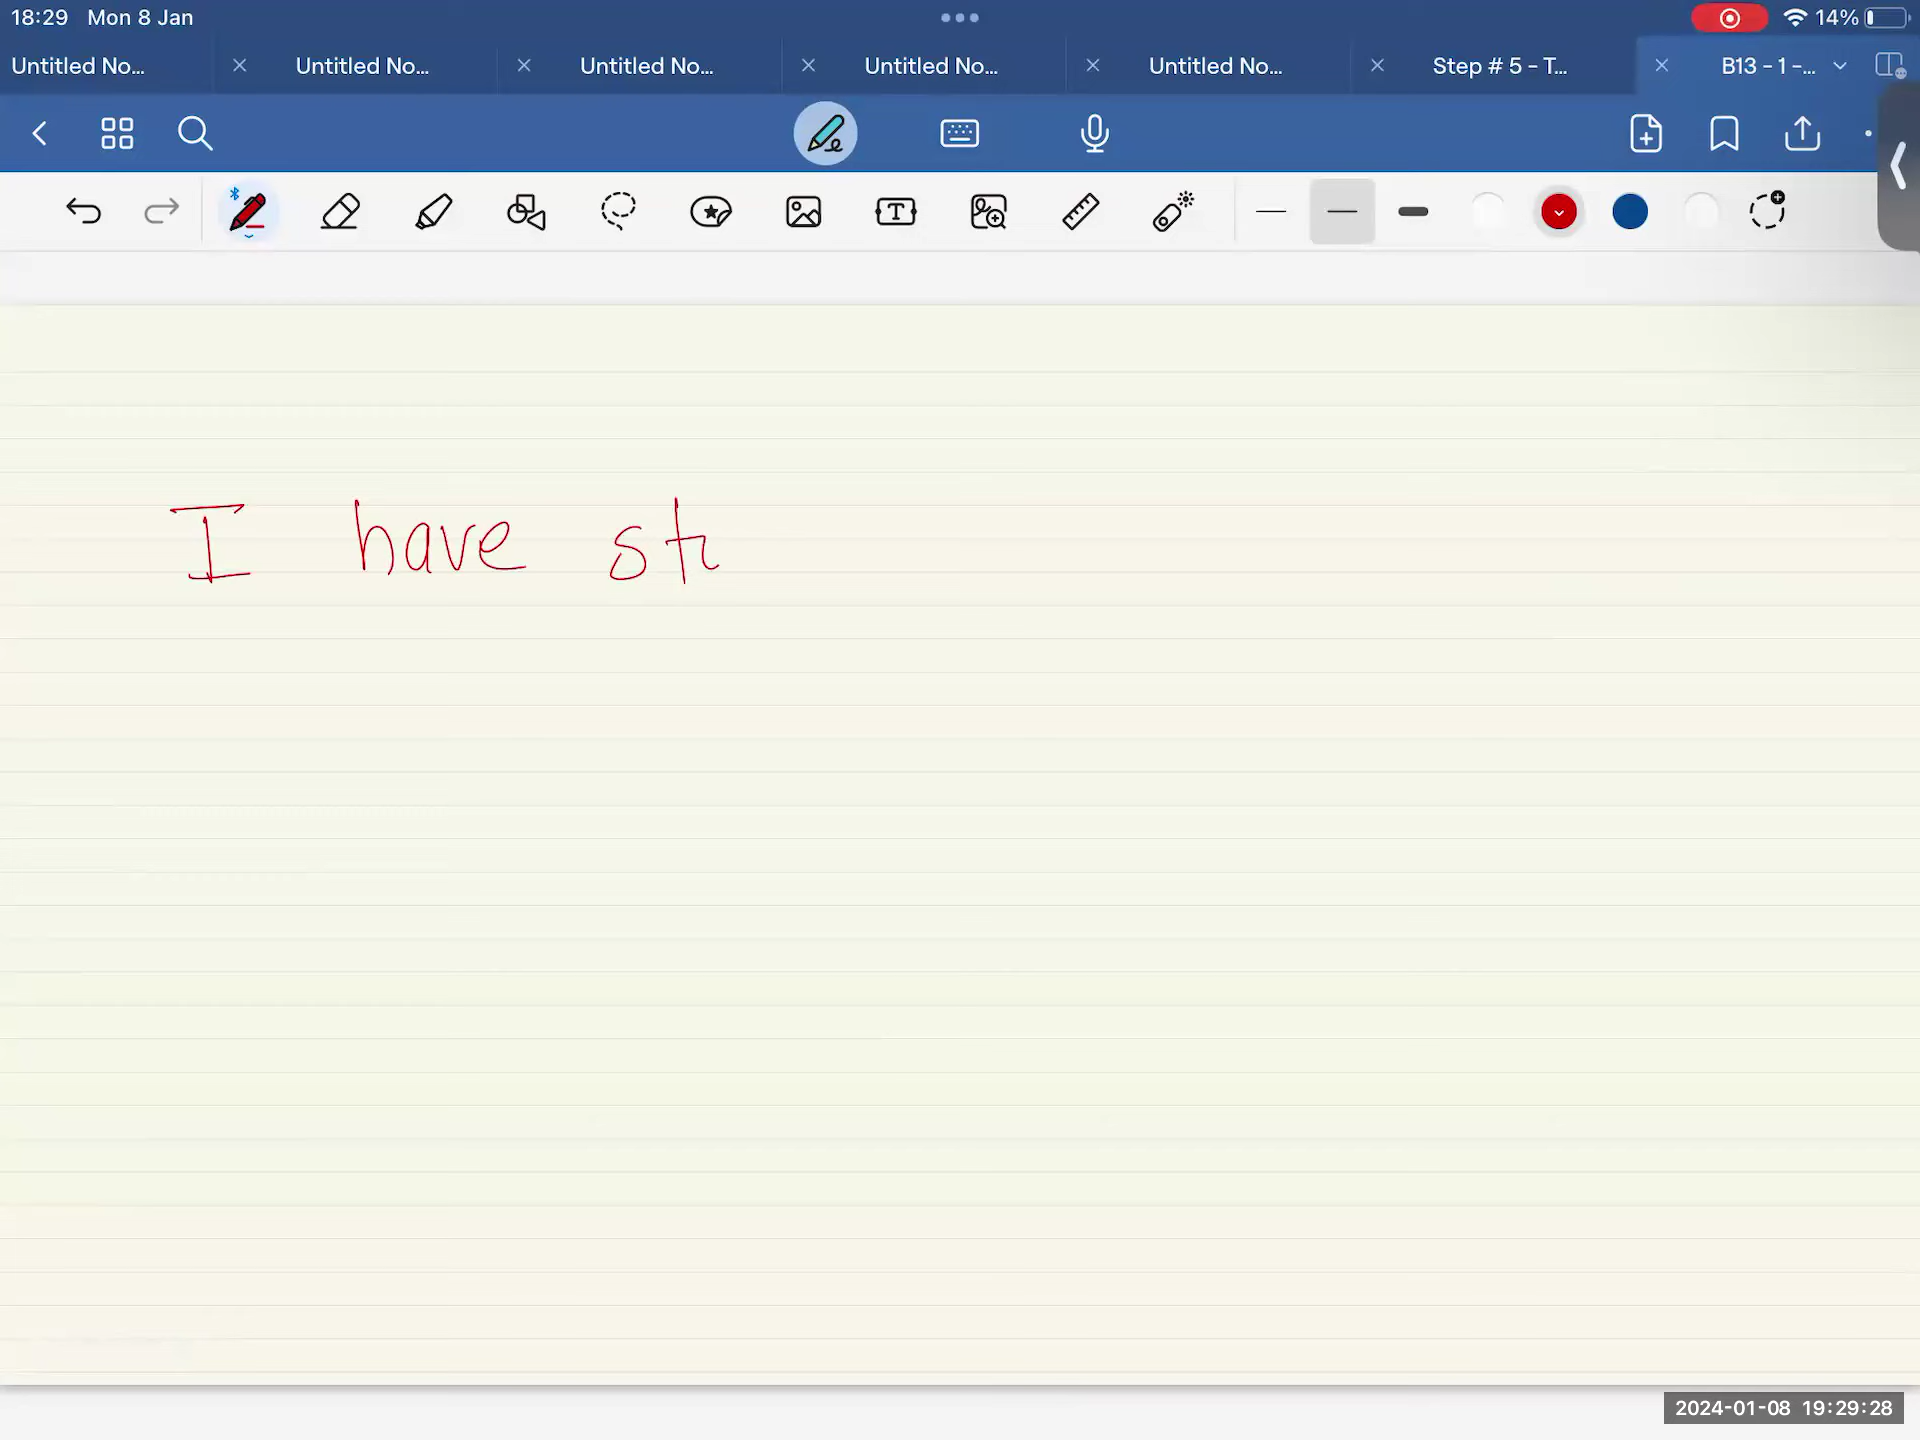 18:29 Mon 8 Jan
14%
Untitled No...
Untitled No...
Untitled No...
Untitled No...
Untitled No...
Step # 5 - T...
B13 - 1 -...
I have sti
2024-01-08 19:29:28